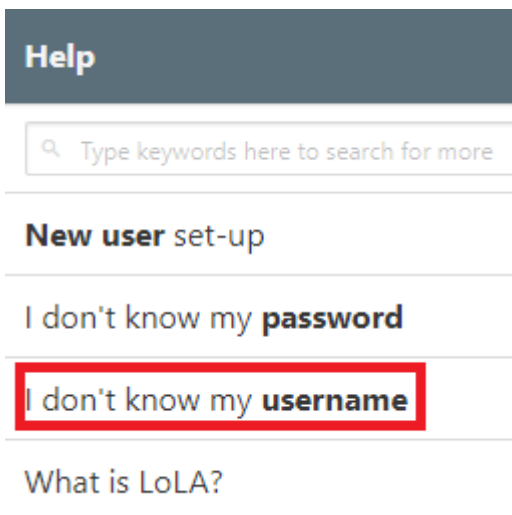 Help
Type keywords here to search for more
New user set-up
I don't know my password
I don't know my username
What is LoLA?